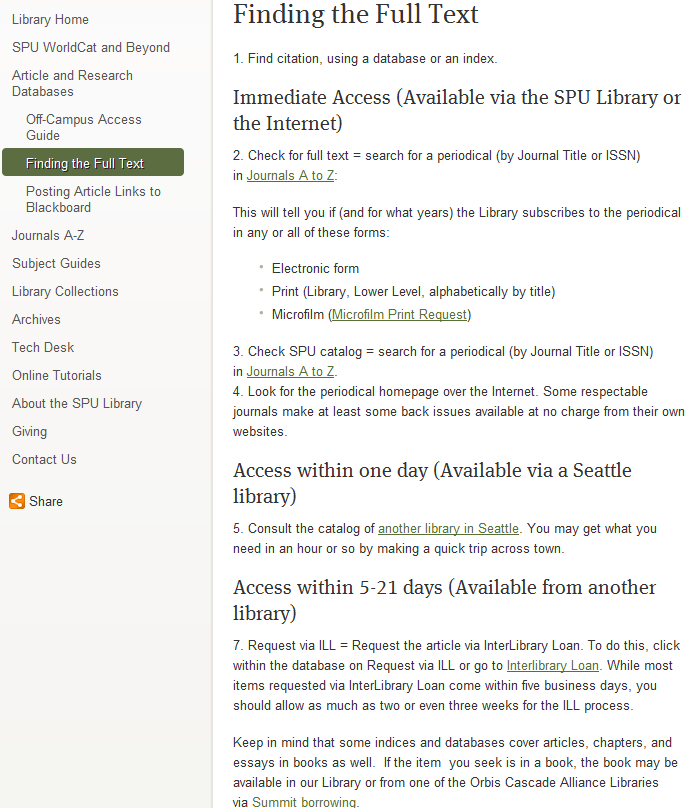 Library Home
SPU WorldCat and Beyond
Article and Research
Databases
Off-Campus Access
Guide
Finding the Full Text
Posting Article Links to
Blackboard
Journals A-Z
Subject Guides
Library Collections
Archives
Tech Desk
Online Tutorials
About the SPU Library
Giving
Contact Us
Share
Finding the Full Text
1. Find citation, using a database or an index.
Immediate Access (Available via the SPU Library or
the Internet)
2. Check for full text = search for a periodical (by Journal Title or ISSN)
in Journals A to Z:
This will tell you if (and for what years) the Library subscribes to the periodical
in any or all of these forms:
Electronic form
Print (Library, Lower Level, alphabetically by title)
Microfilm (Microfilm Print Request)
3. Check SPU catalog = search for a periodical (by Journal Title or ISSN)
in Journals A to Z.
4. Look for the periodical homepage over the Internet. Some respectable
journals make at least some back issues available at no charge from their own
websites.
Access within one day (Available via a Seattle
library)
5. Consult the catalog of another library in Seattle. You may get what you
need in an hour or so by making a quick trip across town.
Access within 5-21 days (Available from another
library)
7. Request via ILL = Request the article via InterLibrary Loan. To do this, click
within the database on Request via ILL or go to Interlibrary Loan. While most
items requested via InterLibrary Loan come within five business days, you
should allow as much as two or even three weeks for the ILL process.
Keep in mind that some indices and databases cover articles, chapters, and
essays in books as well.  If the item  you seek is in a book, the book may be
available in our Library or from one of the Orbis Cascade Alliance Libraries
via Summit borrowing.